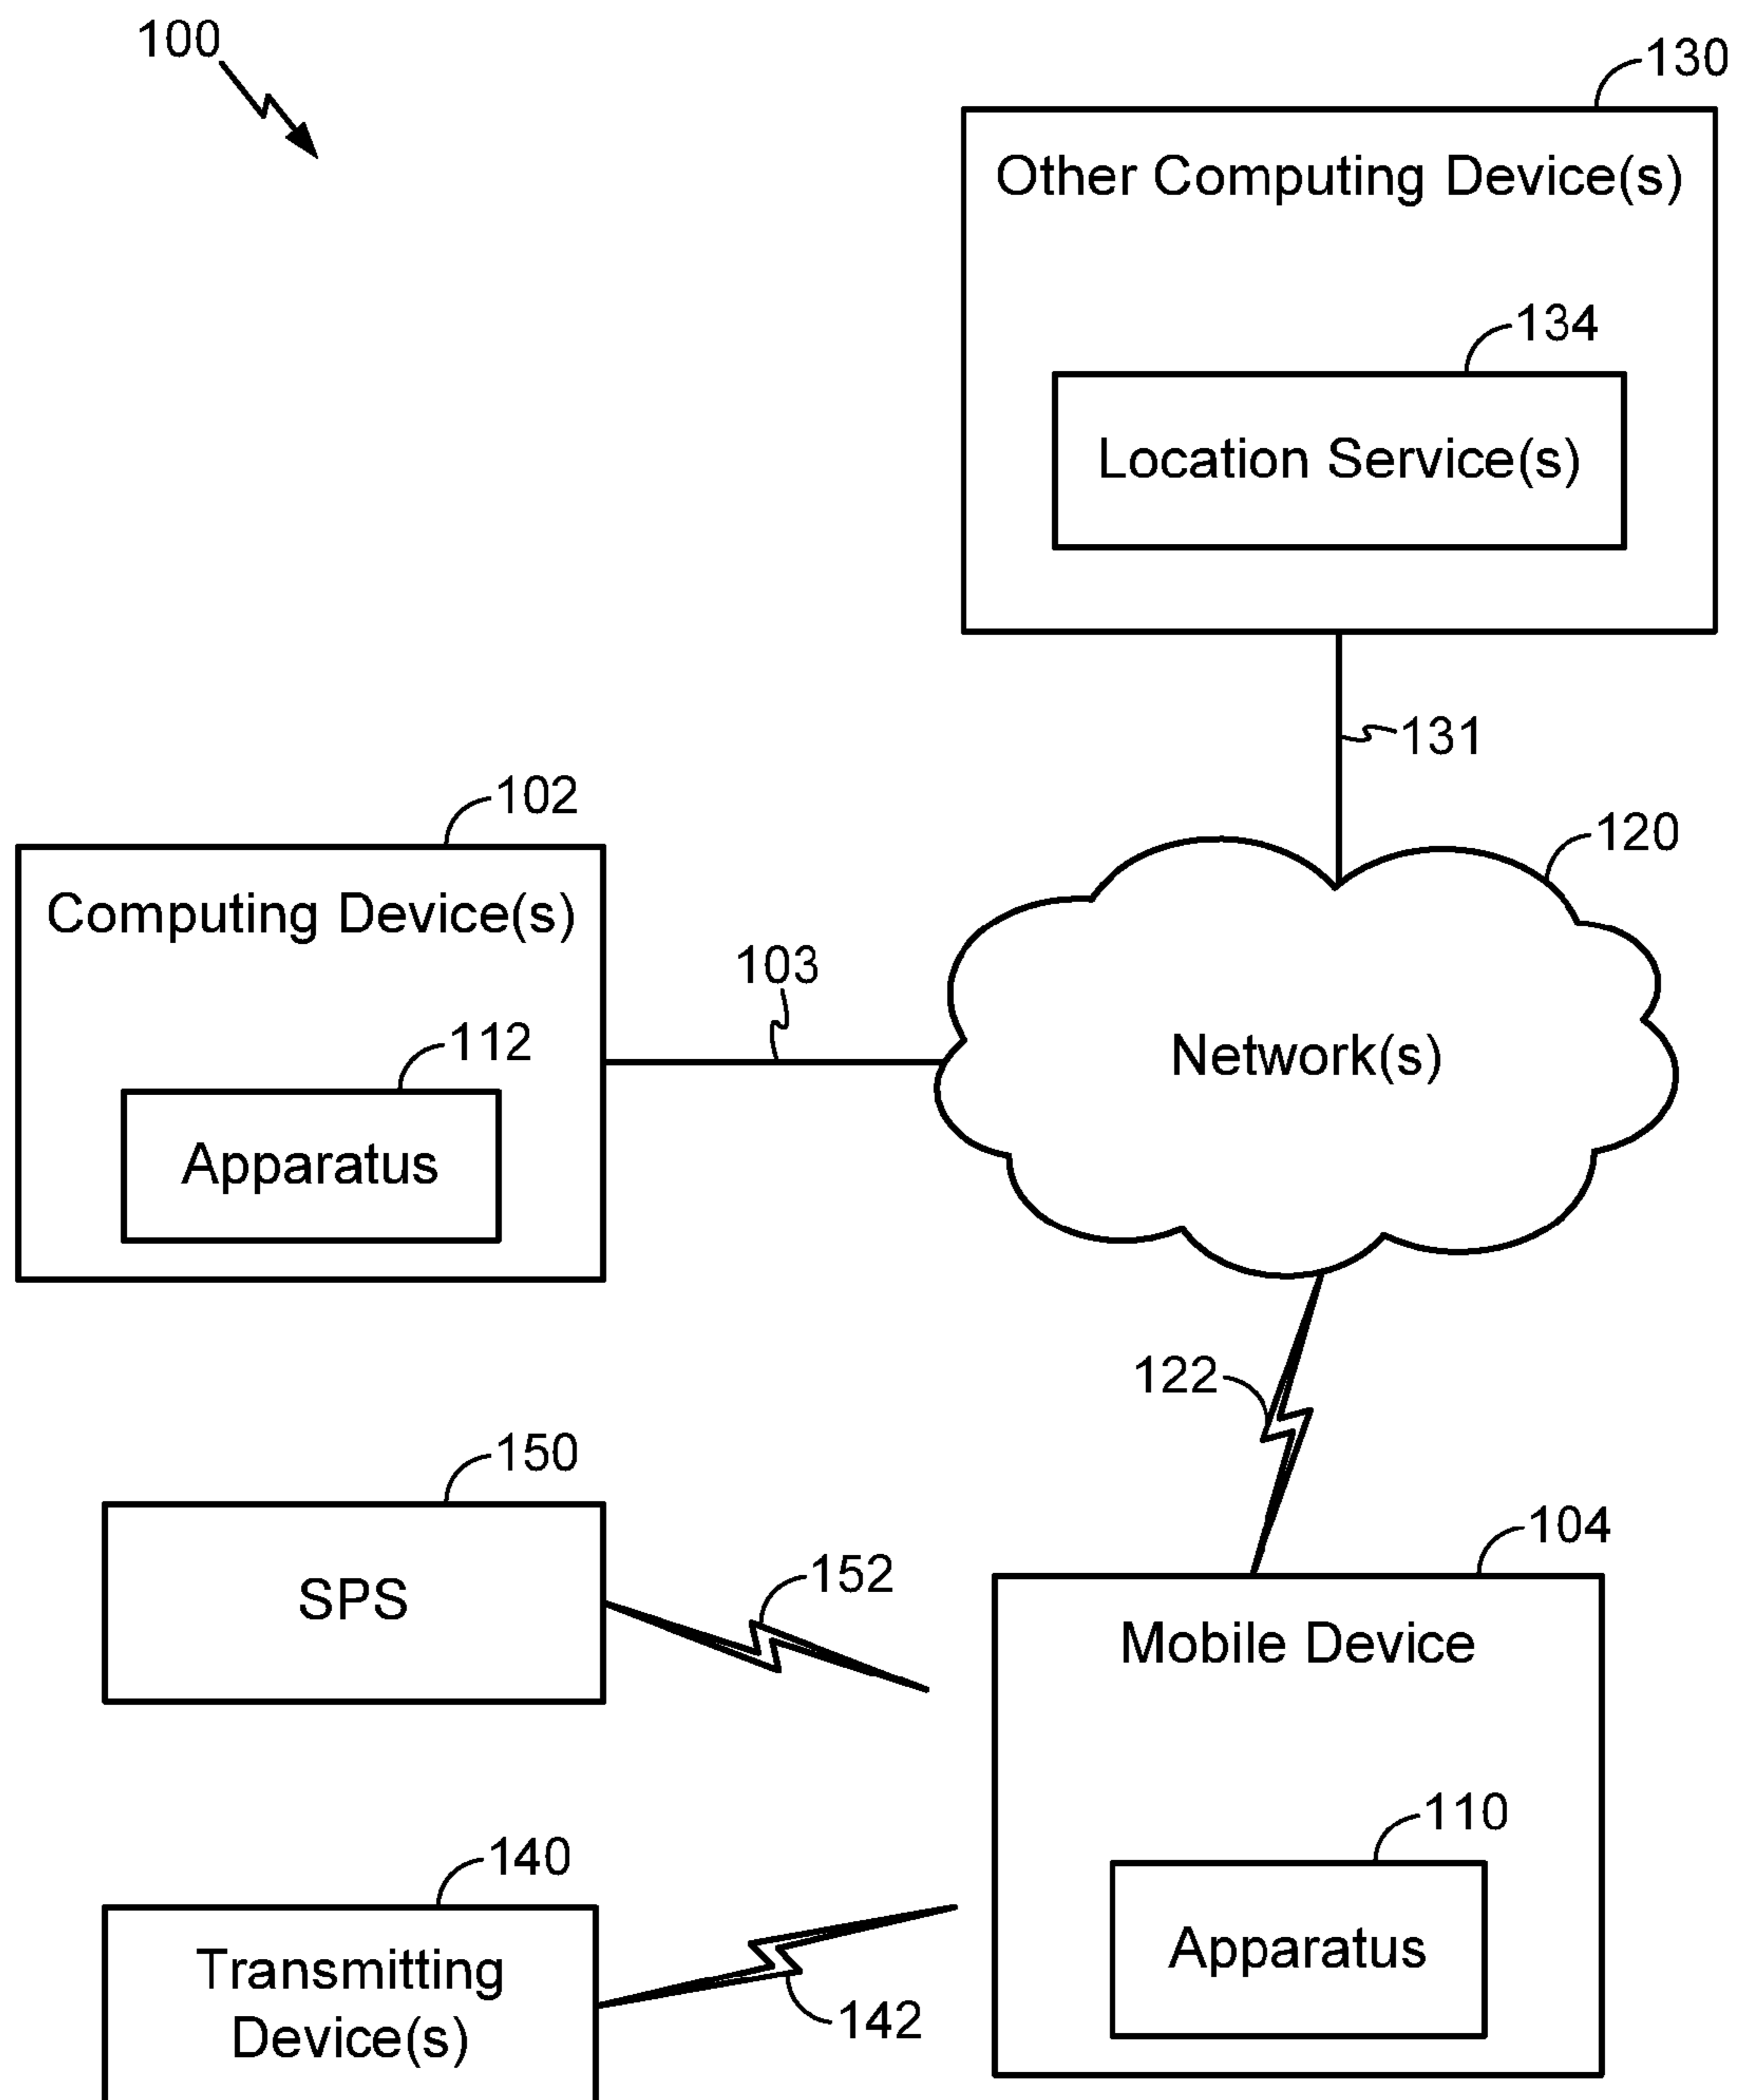 100
130
Other Computing Device(s)
134
Location Service(s)
131
102
120
Computing Device(s)
103
112
Network(s)
Apparatus
122
150
104
152
SPS
Mobile Device
110
140
Apparatus
Transmitting
Device(s)
142